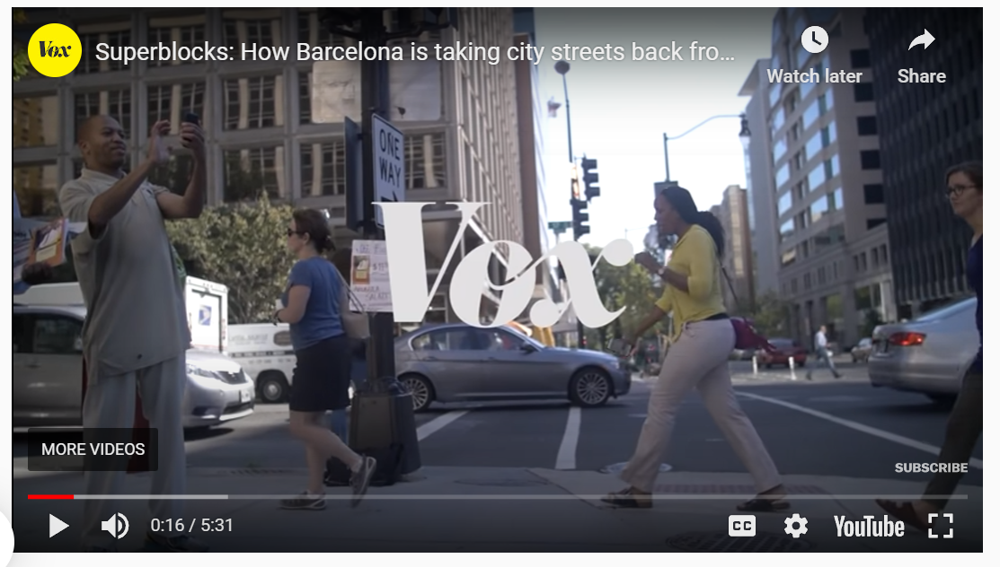 Vox
Superblocks: How Barcelona is taking city streets back fro...
Watch later
Share
ONE
WAY
Vox
MORE VIDEOS
SUBSCRIBE
0:16 / 5:31
CC
YouTube